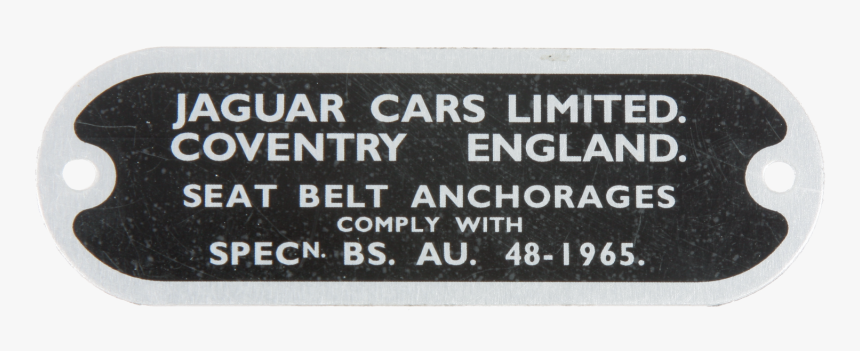 JAGUAR CARS LIMITED.
COVENTRY ENGLAND.
SEAT BELT ANCHORAGES
COMPLY WITH
SPECN. BS. AU. 48-1965.